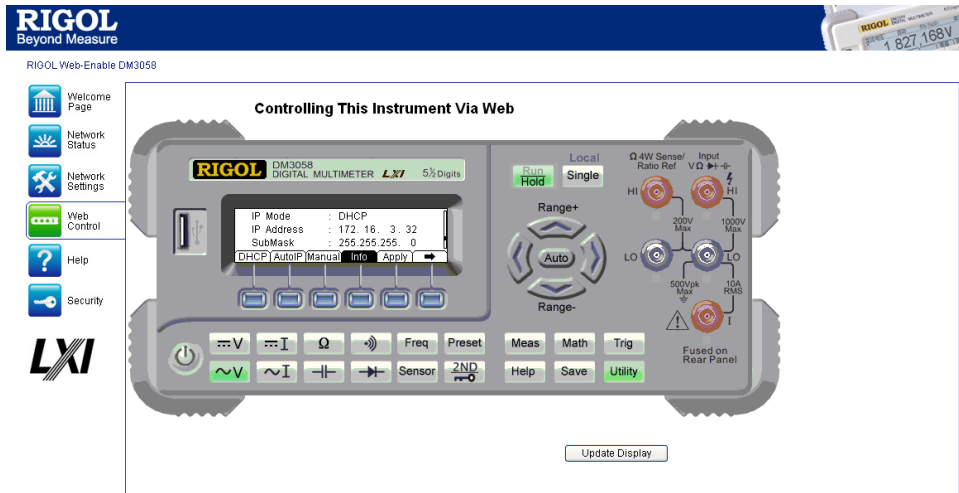 RIGOL
Beyond Measure
RIGOL
1.827,168V
RIGOL Web-Enable DM3058
Welcome Page
Network Status
Network Settings
Web Control
Help
Security
LXI
Controlling This Instrument Via Web
RIGOL DM3058
DIGITAL MULTIMETER LXI 5½ Digits
IP Mode : DHCP
IP Address : 172. 16. 3. 32
SubMask : 255.255.255. 0
DHCP AutoIP Manual Info Apply ➡
Run
Hold
Local
Single
Range+
Auto
Range-
Ω 4W Sense/
Ratio Ref
Input
V Ω
HI
HI
200V
Max
1000V
Max
LO
LO
500Vpk
Max
10A
RMS
I
Fused on
Rear Panel
V I Ω Freq Preset
V I Sensor 2ND
Meas Math Trig
Help Save Utility
Update Display